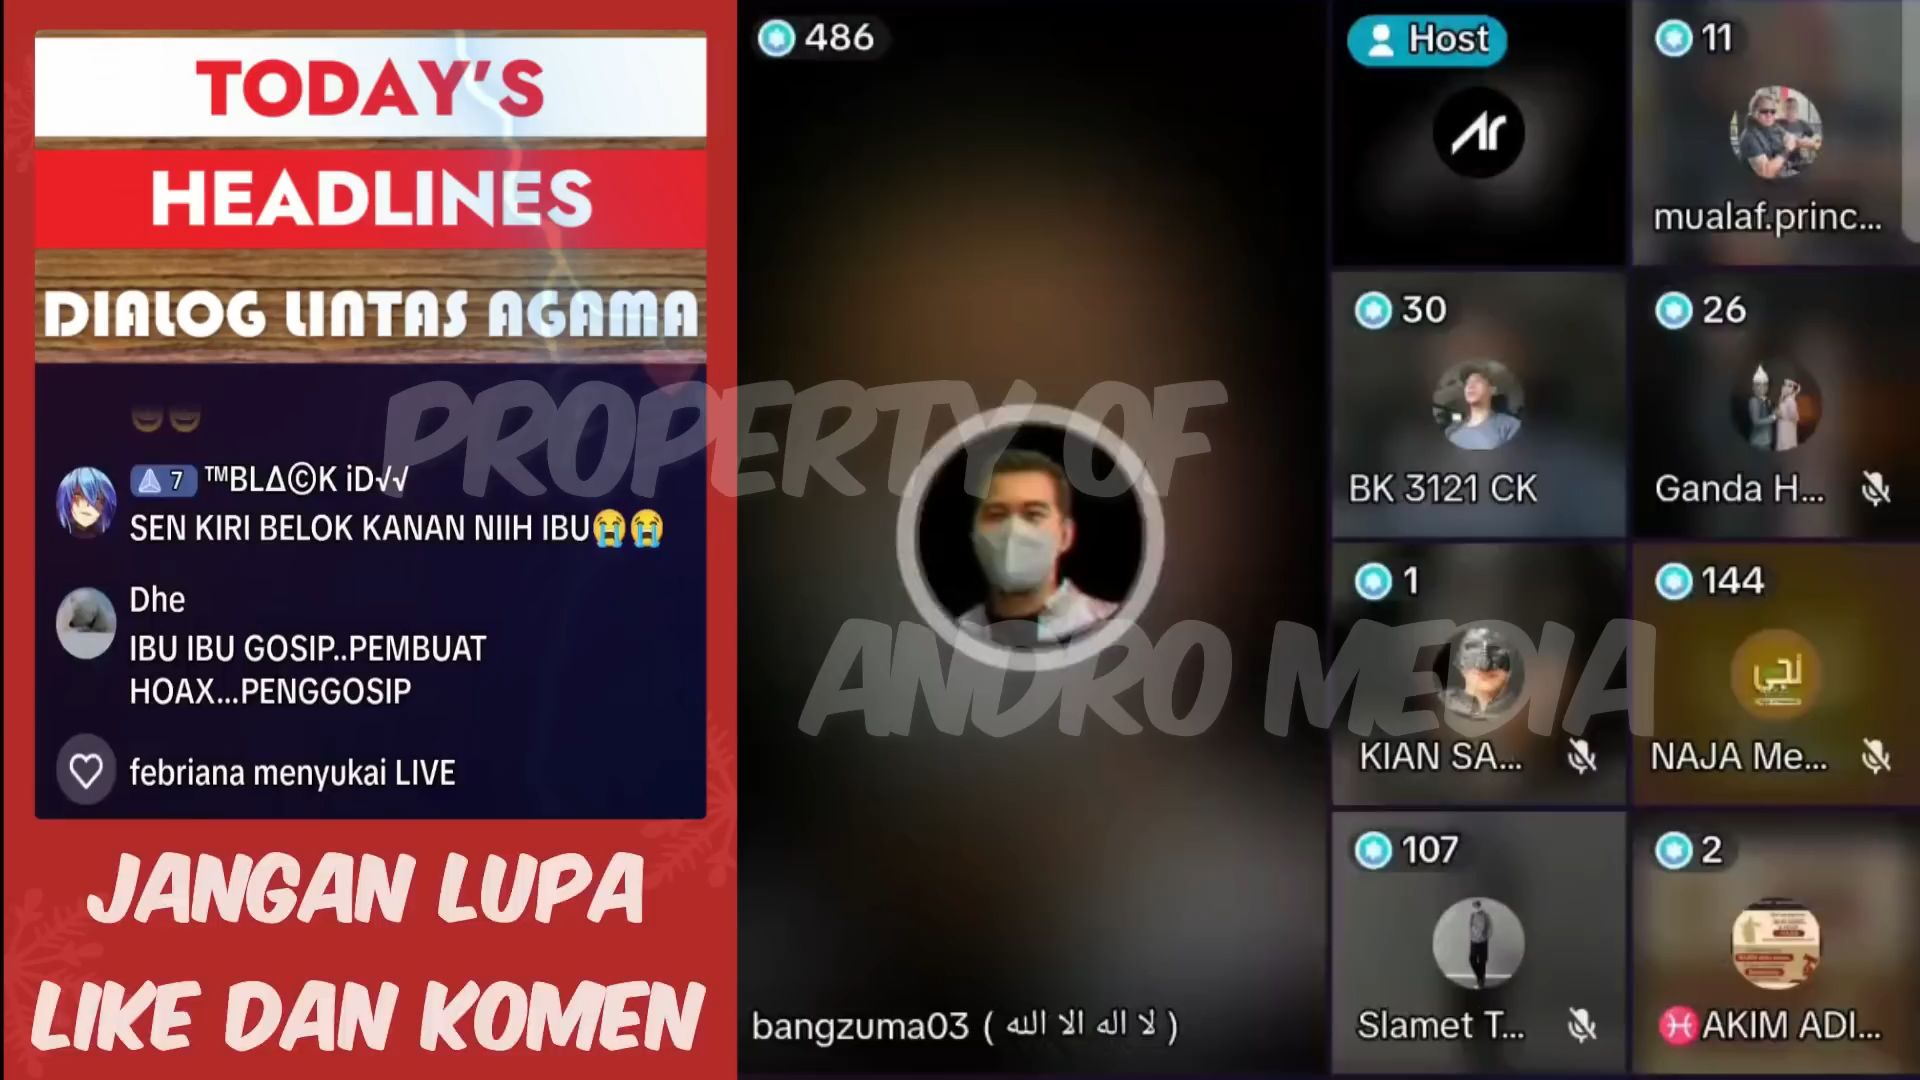 TODAY'S
HEADLINES
DIALOG LINTAS AGAMA
7 ™BLΔ©K iD√√
SEN KIRI BELOK KANAN NIIH IBU😭😭
Dhe
IBU IBU GOSIP..PEMBUAT
HOAX...PENGGOSIP
febriana menyukai LIVE
JANGAN LUPA
LIKE DAN KOMEN
PROPERTY OF
ANDRO MEDIA
486
bangzuma03 ( لا اله الا الله )
Host
Ar
11
mualaf.princ...
30
BK 3121 CK
26
Ganda H...
1
KIAN SA...
144
نجى
NAJA Me...
107
Slamet T...
2
♓AKIM ADI...